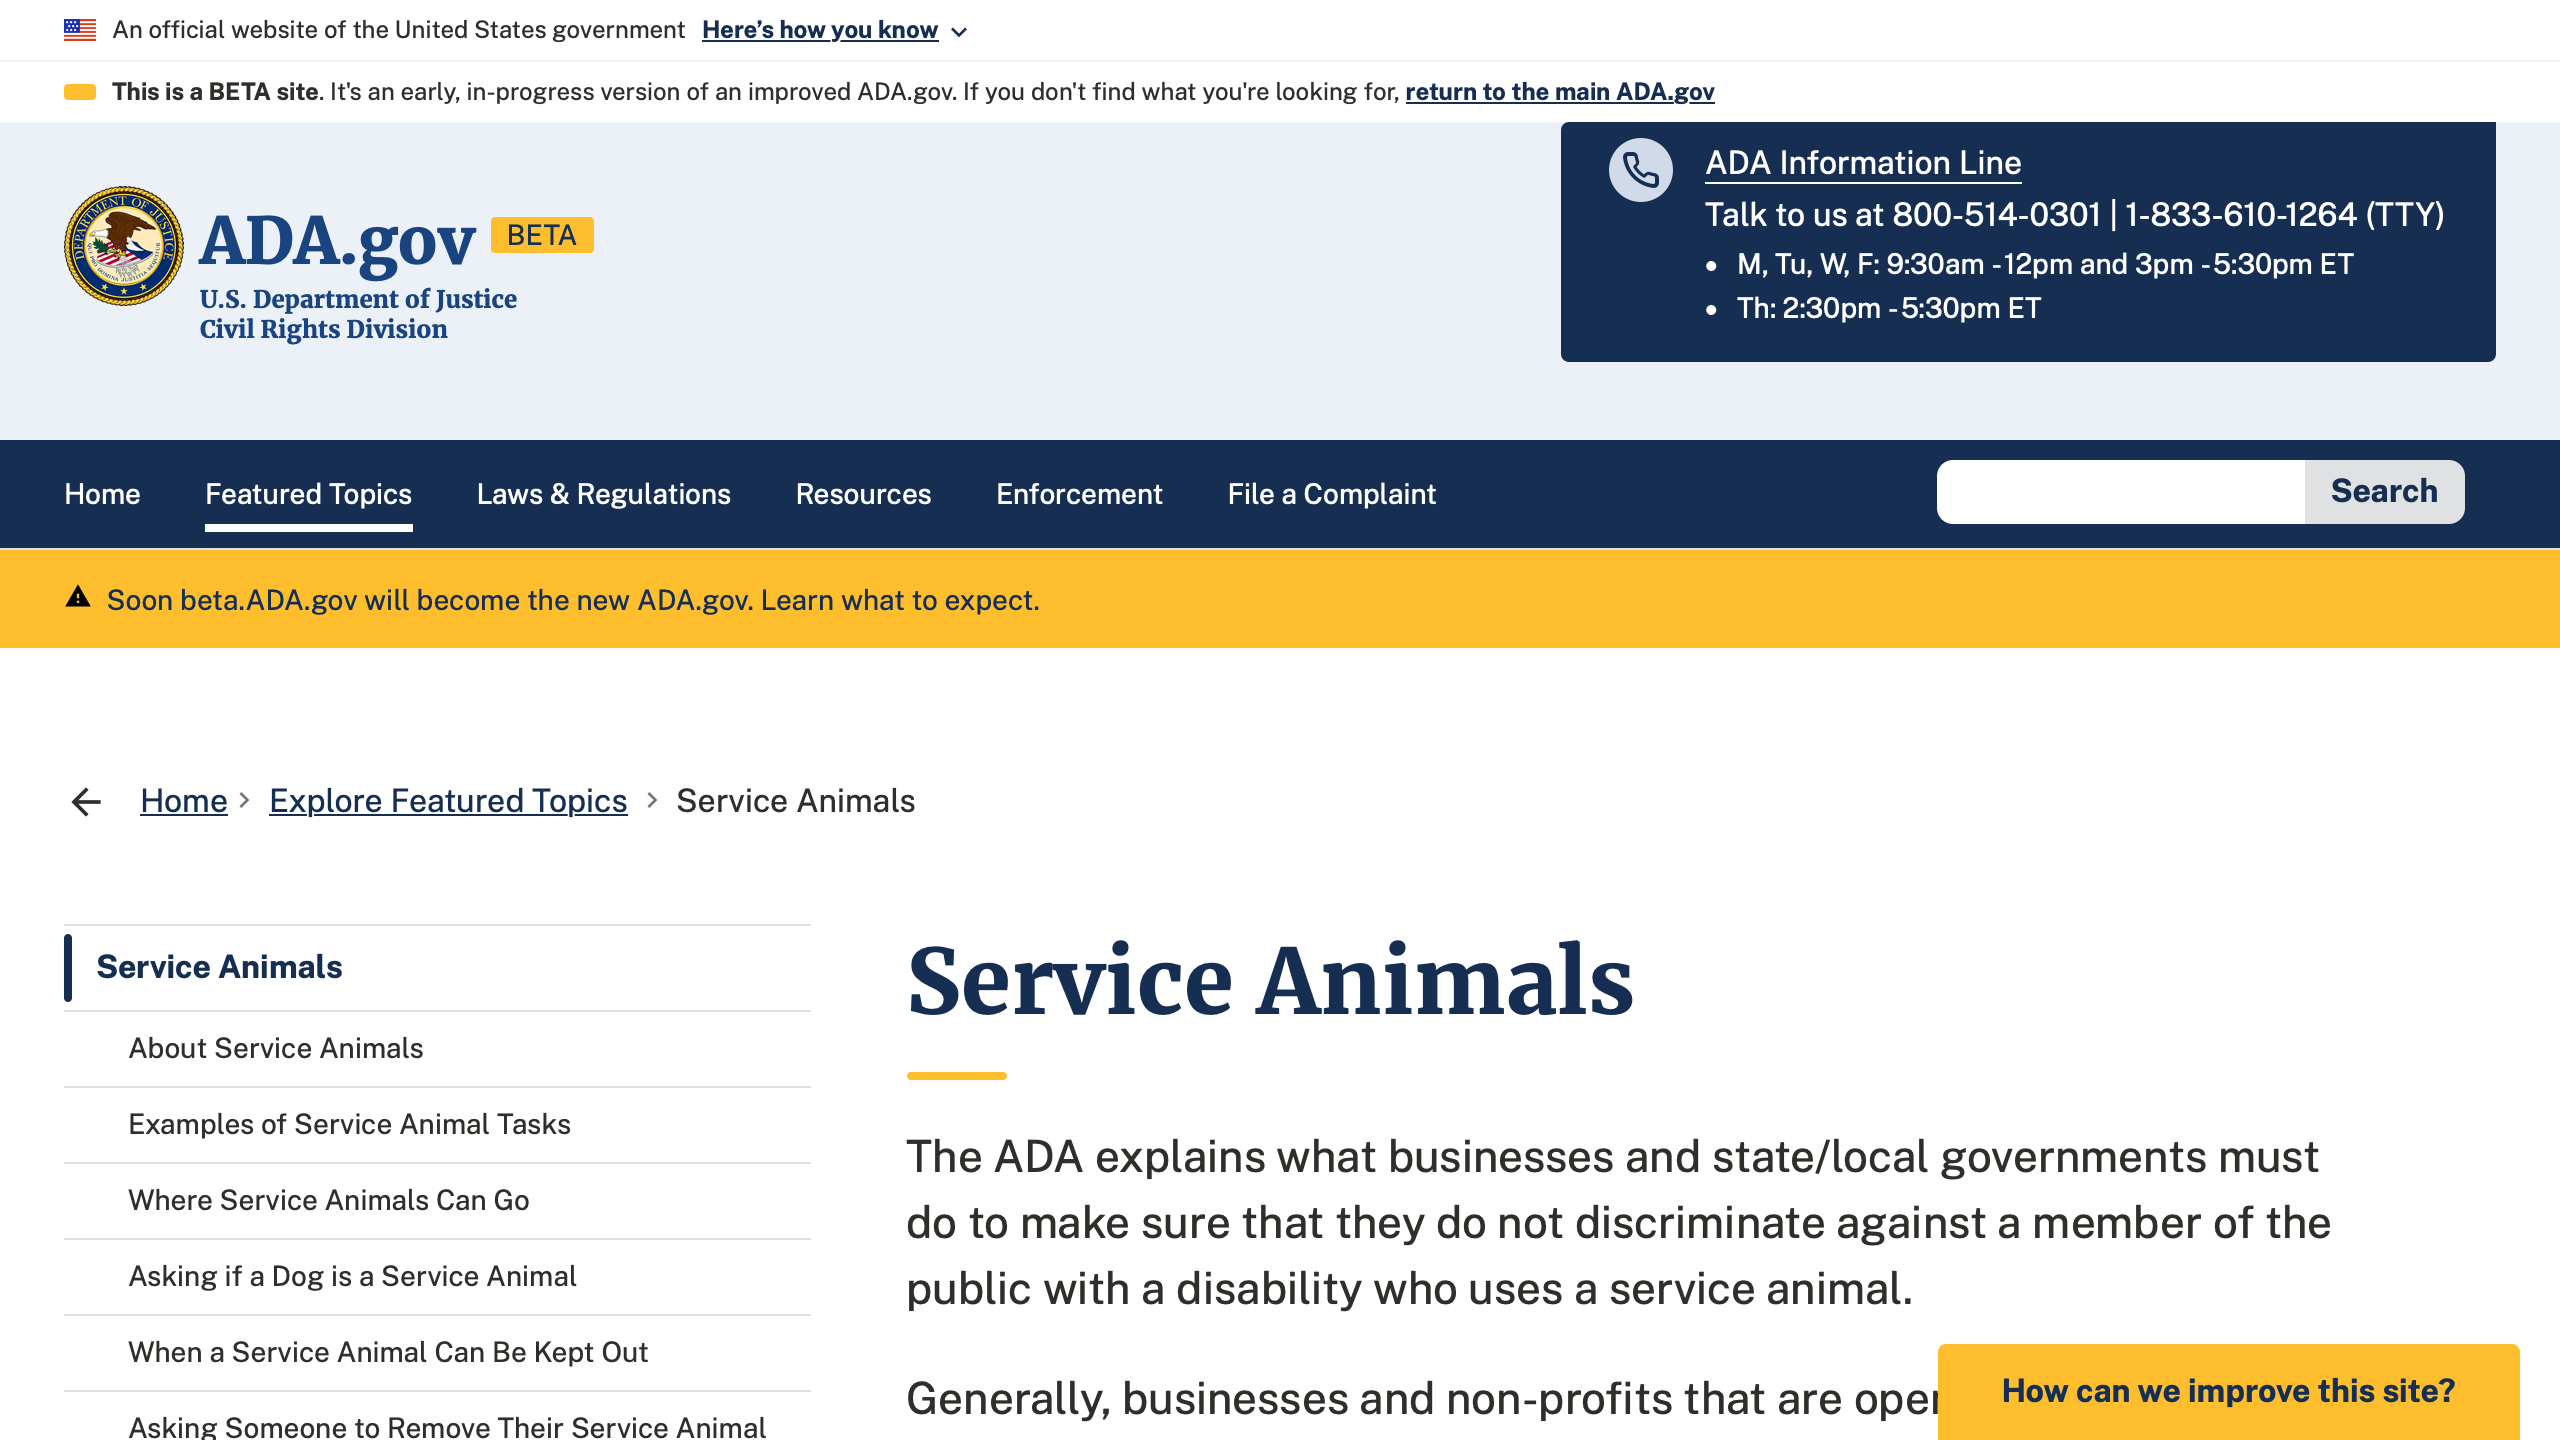 An official website of the United States government Here’s how you know
This is a BETA site. It's an early, in-progress version of an improved ADA.gov. If you don't find what you're looking for, return to the main ADA.gov
ADA.gov BETA
U.S. Department of Justice
Civil Rights Division
ADA Information Line
Talk to us at 800-514-0301 | 1-833-610-1264 (TTY)
M, Tu, W, F: 9:30am - 12pm and 3pm - 5:30pm ET
Th: 2:30pm - 5:30pm ET
Home Featured Topics Laws & Regulations Resources Enforcement File a Complaint Search
Soon beta.ADA.gov will become the new ADA.gov. Learn what to expect.
Home Explore Featured Topics Service Animals
Service Animals
About Service Animals
Examples of Service Animal Tasks
Where Service Animals Can Go
Asking if a Dog is a Service Animal
When a Service Animal Can Be Kept Out
Asking Someone to Remove Their Service Animal
Service Animals
The ADA explains what businesses and state/local governments must
do to make sure that they do not discriminate against a member of the
public with a disability who uses a service animal.
Generally, businesses and non-profits that are
How can we improve this site?